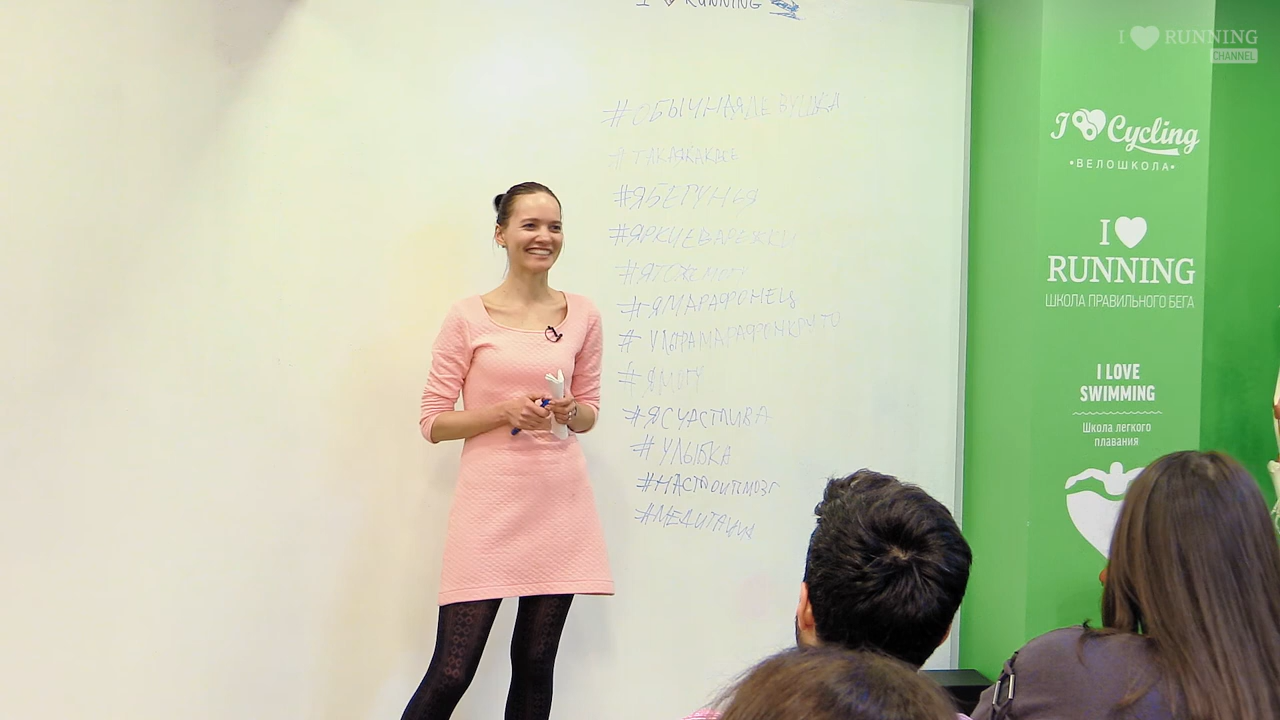 I ♥ RUNNING
#ОБЫЧНАЯДЕВУШКА
#ТАКАЯКАКВСЕ
#ЯБЕГУНЬЯ
#ЯРКИЕВАРЕЖКИ
#ЯТОЖЕМОГУ
#ЯМАРАФОНЕЦ
#УЛЬТРАМАРАФОНКРУТО
#ЯМОГУ
#ЯСЧАСТЛИВА
#УЛЫБКА
#НАСТРОИТЬМОЗГ
#МЕДИТАЦИЯ
I ♥ RUNNING
CHANNEL
I ♥ Cycling
•ВЕЛОШКОЛА•
I ♥
RUNNING
ШКОЛА ПРАВИЛЬНОГО БЕГА
I LOVE
SWIMMING
Школа легкого
плавания